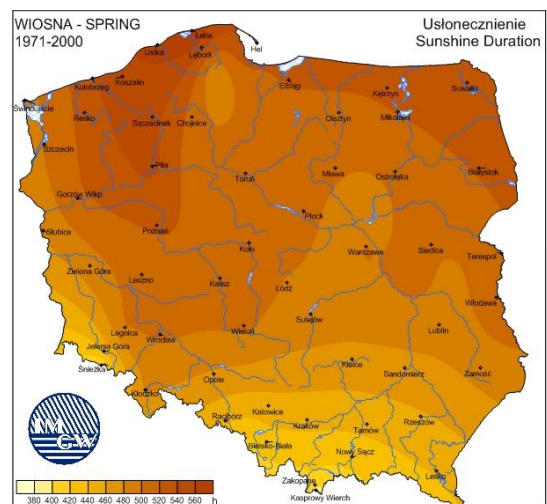 WIOSNA - SPRING
1971-2000
Usłonecznienie
Sunshine Duration
Łeba
Hel
Ustka
Lębork
Koszalin
Kołobrzeg
Elbląg
Kętrzyn
Suwałki
Świnoujście
Resko
Szczecinek
Chojnice
Olsztyn
Mikołajki
Szczecin
Piła
Toruń
Mława
Ostrołęka
Białystok
Gorzów Wlkp.
Płock
Słubice
Poznań
Koło
Warszawa
Siedlce
Terespol
Zielona Góra
Leszno
Kalisz
Łódź
Włodawa
Sulejów
Legnica
Wrocław
Wieluń
Lublin
Jelenia Góra
Śnieżka
Kielce
Sandomierz
Zamość
Opole
Kłodzko
Racibórz
Katowice
Kraków
Tarnów
Rzeszów
Bielsko-Biała
Nowy Sącz
Lesko
Zakopane
Kasprowy Wierch
IM
GW
380 400 420 440 460 480 500 520 540 560 h